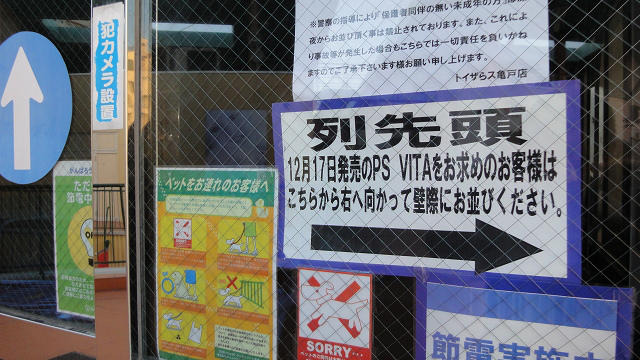 ※警察の指導により「保護者同伴の無い未成年の方」は
夜からお並び頂く事は禁止されております。また、これによ
り事故等が発生した場合もこちらでは一切責任を負いかね
ますのでご了承下さいます様お願い申し上げます。
トイザらス亀戸店
犯カメラ設置
列先頭
12月17日発売のPS VITAをお求めのお客様は
こちらから右へ向かって壁際にお並びください。
がんばろう
ただ
節電中
ペットをお連れのお客様へ
SORRY...
節電実施中